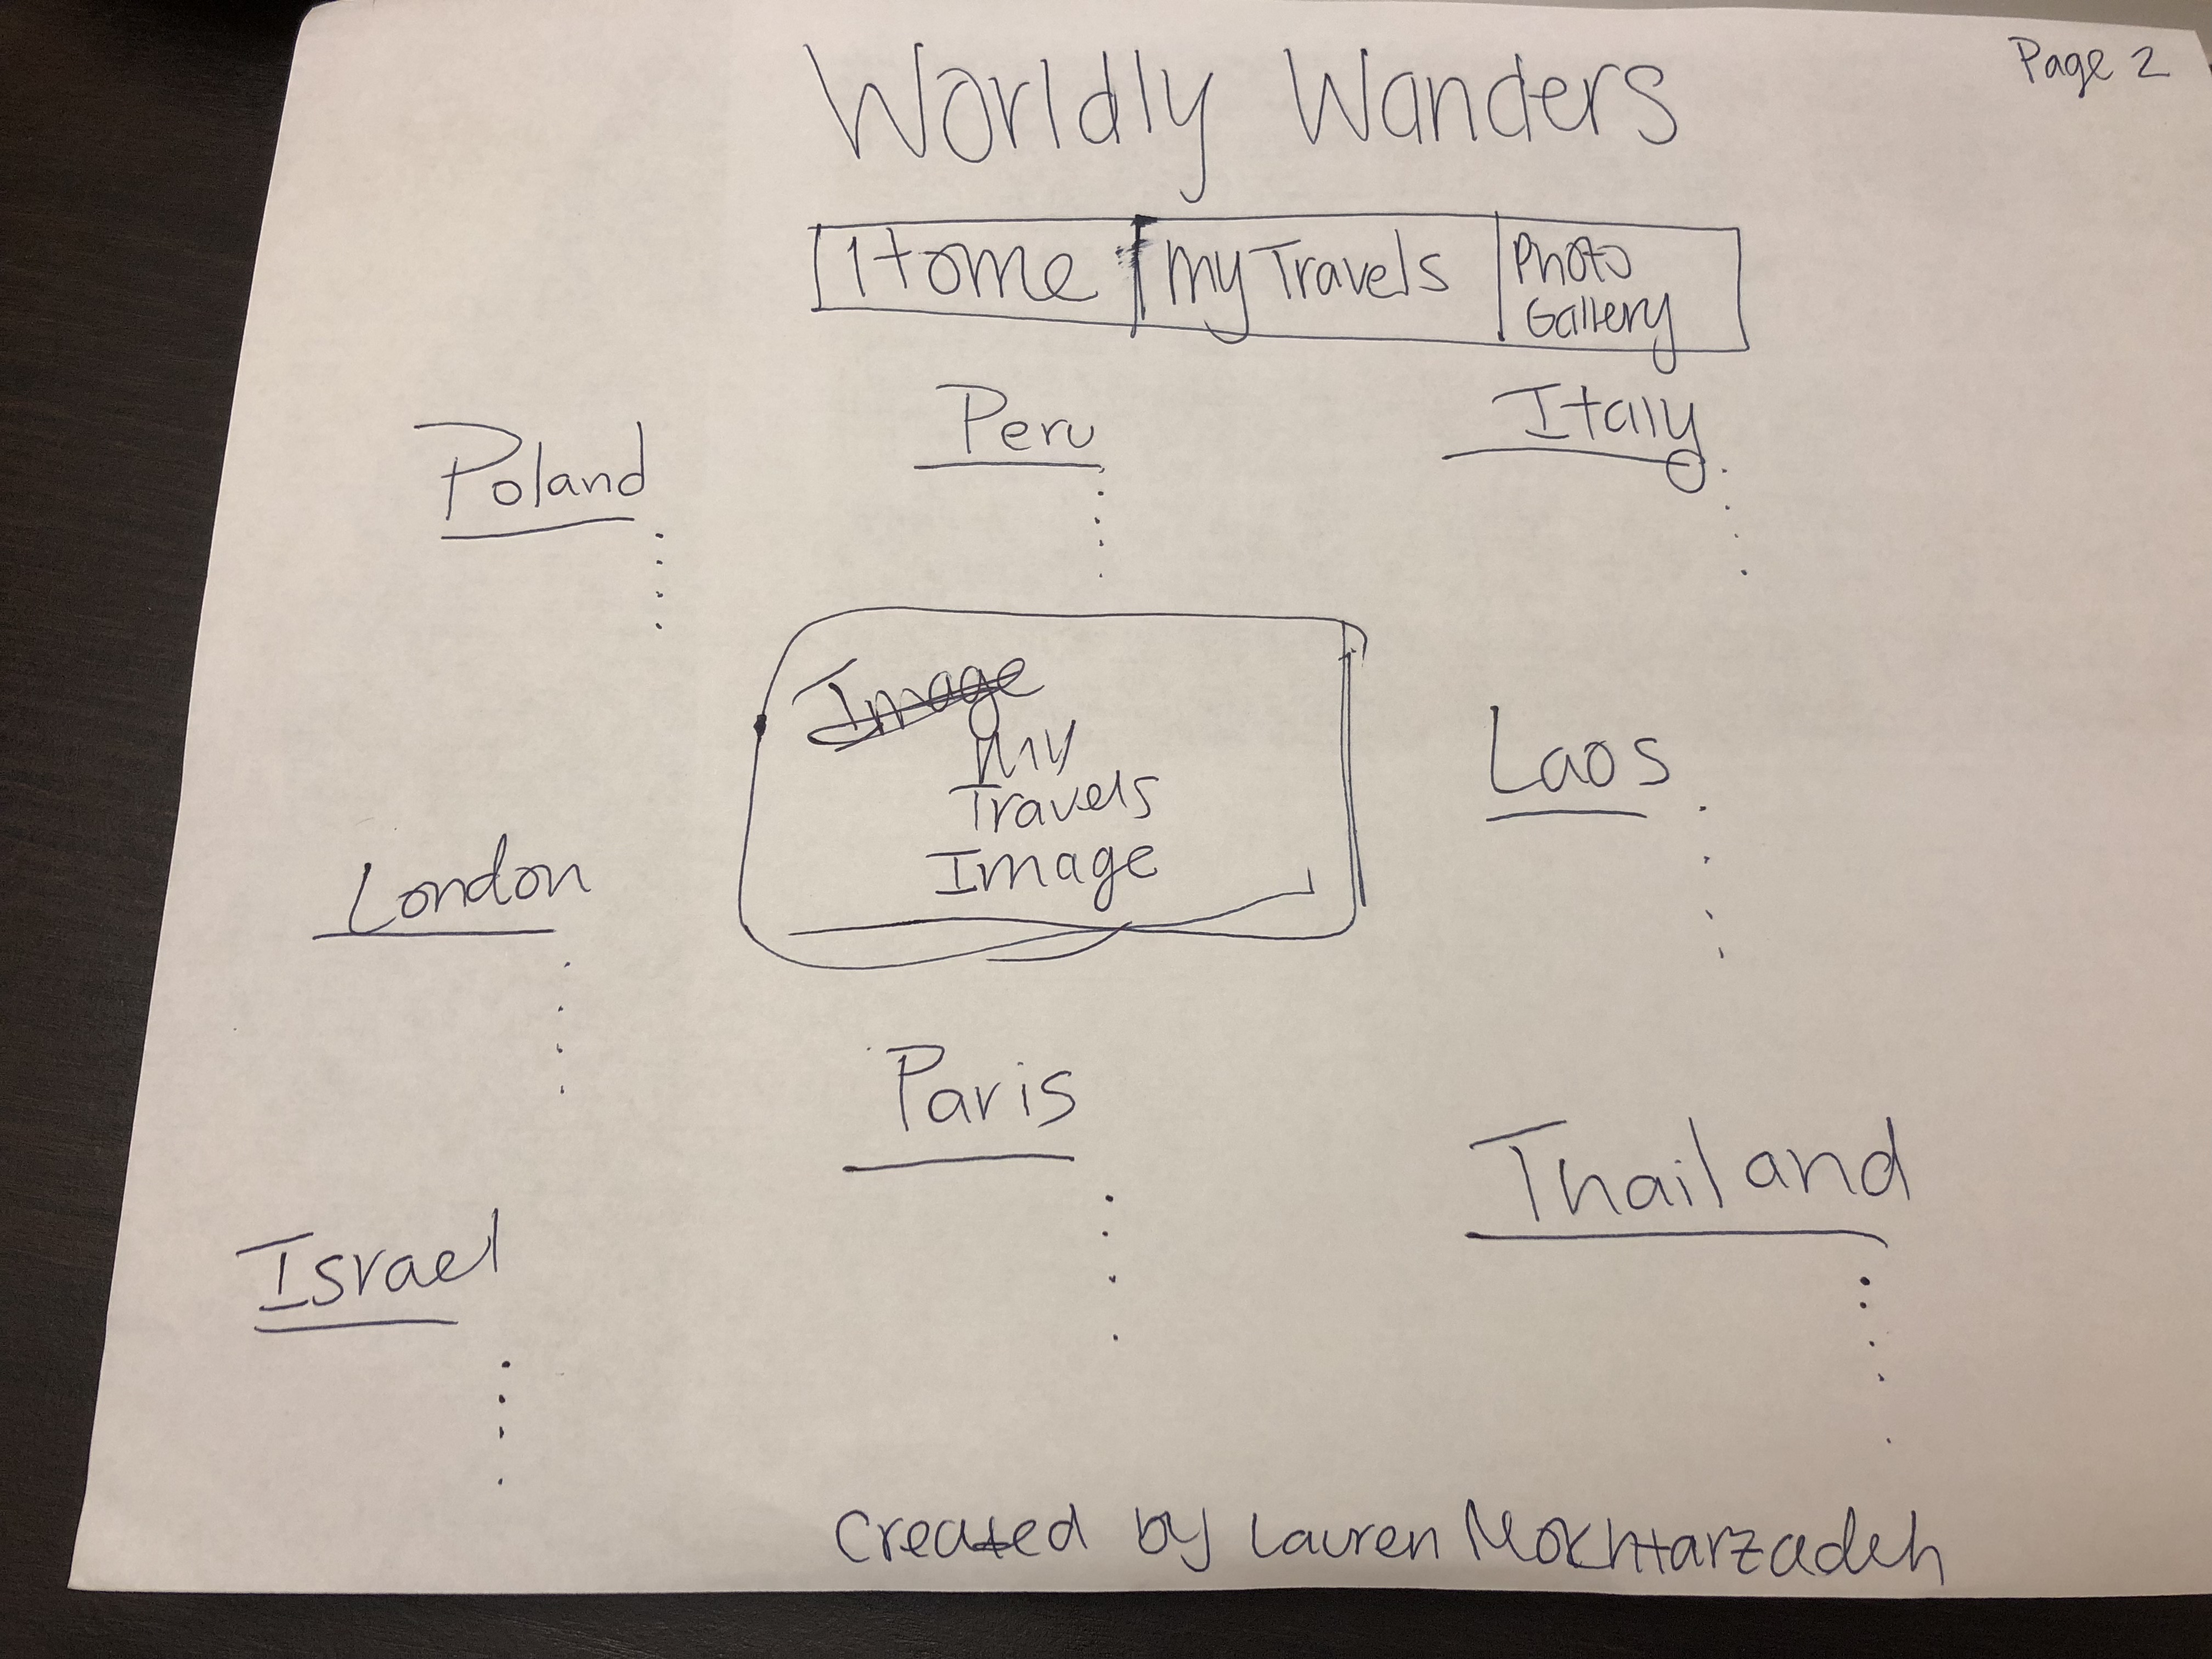 Page 2
Worldly Wanders
Home My Travels Photo Gallery
Poland
Peru
Italy
London
Image
My
Travels
Image
Laos
Israel
Paris
Thailand
Created by Lauren Mokhtarzadeh